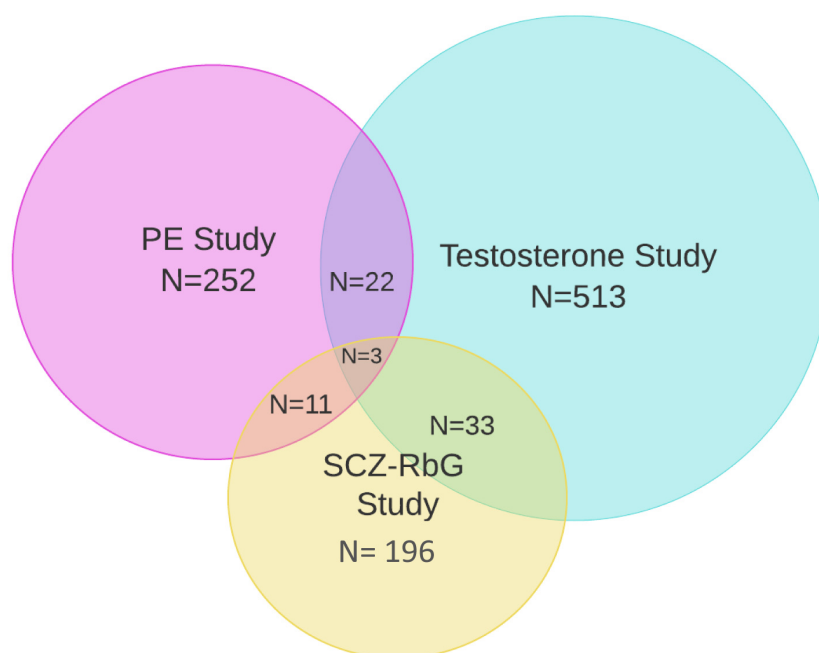 PE Study
N=252
Testosterone Study
N=513
N=22
N=3
N=11
N=33
SCZ-RbG
Study
N= 196